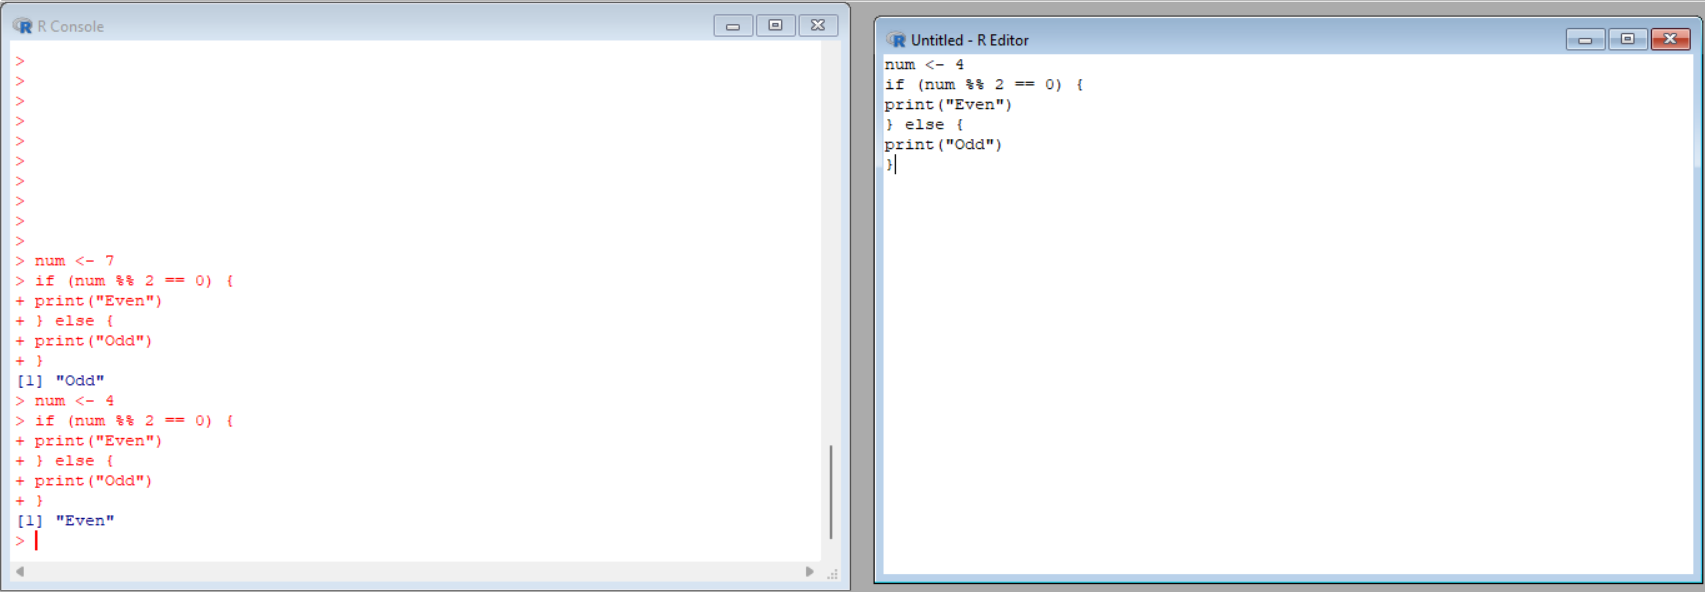 R Console
>
>
>
>
>
>
>
>
>
>
> num <- 7
> if (num %% 2 == 0) {
+ print("Even")
+ } else {
+ print("Odd")
+ }
[1] "Odd"
> num <- 4
> if (num %% 2 == 0) {
+ print("Even")
+ } else {
+ print("Odd")
+ }
[1] "Even"
>
Untitled - R Editor
num <- 4
if (num %% 2 == 0) {
print("Even")
} else {
print("Odd")
}